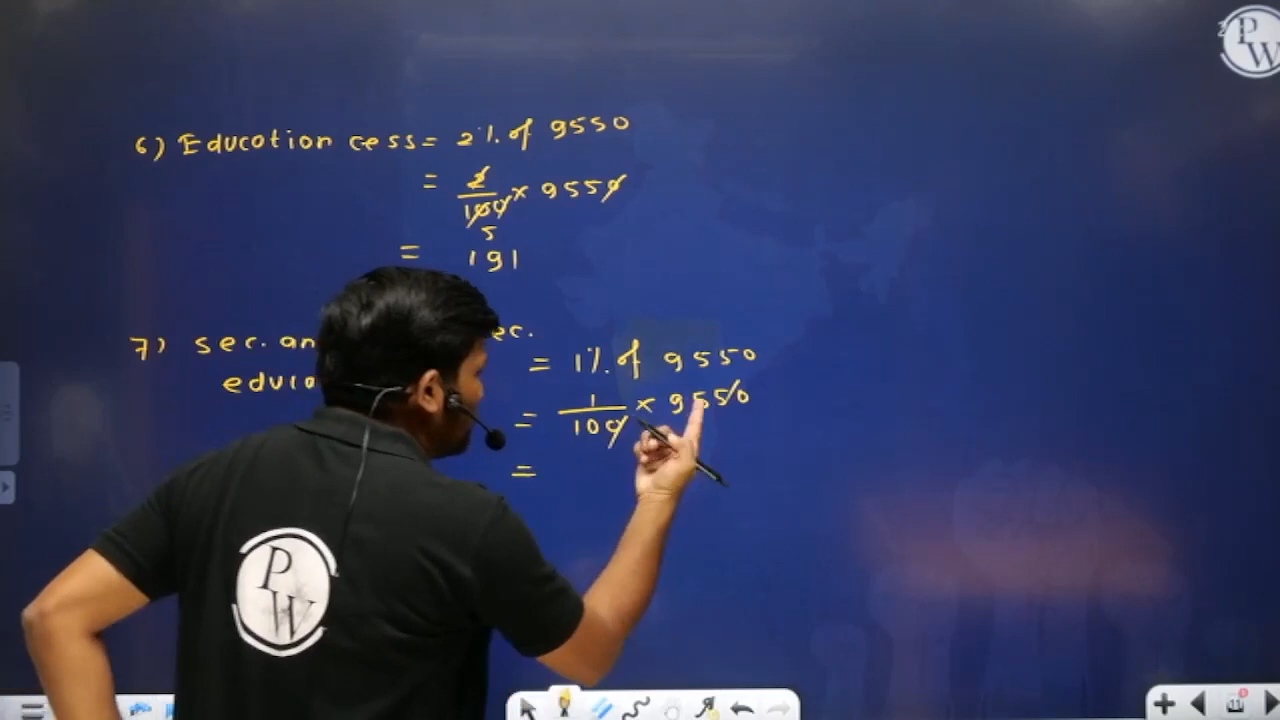 PW
6) Education cess = 2% of 9550
= 2/100 × 9550
5
= 191
7) sec. an ec.
educa = 1% of 9550
= 1/100 × 9550
=
PW